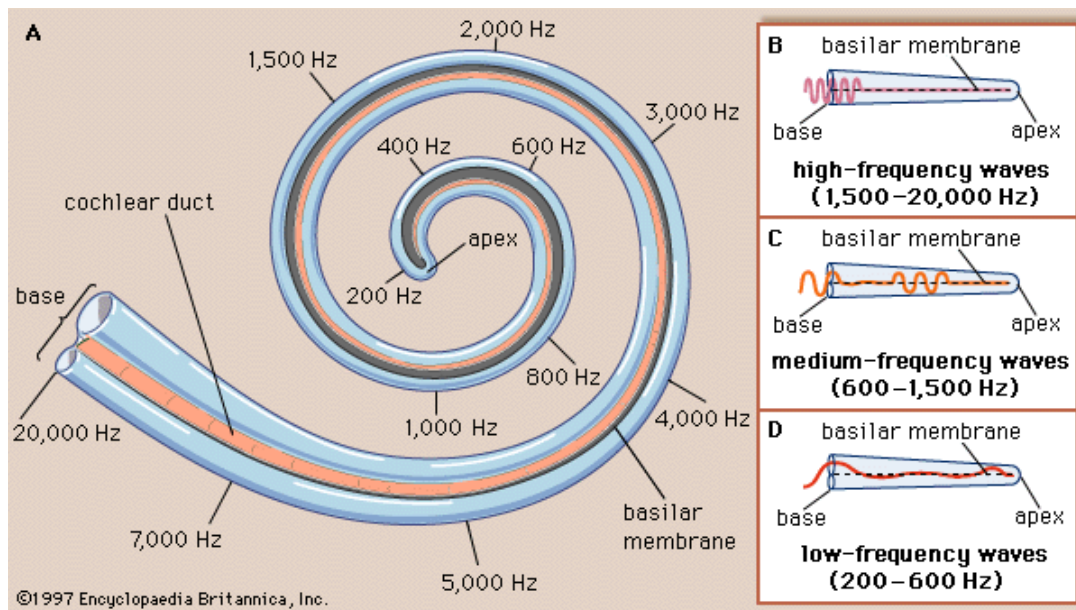 A
2,000 Hz
1,500 Hz
3,000 Hz
400 Hz
600 Hz
cochlear duct
apex
200 Hz
base
800 Hz
1,000 Hz
4,000 Hz
20,000 Hz
7,000 Hz
basilar
membrane
5,000 Hz
©1997 Encyclopaedia Britannica, Inc.
B
basilar membrane
base
apex
high-frequency waves
(1,500–20,000 Hz)
C
basilar membrane
base
apex
medium-frequency waves
(600–1,500 Hz)
D
basilar membrane
base
apex
low-frequency waves
(200–600 Hz)